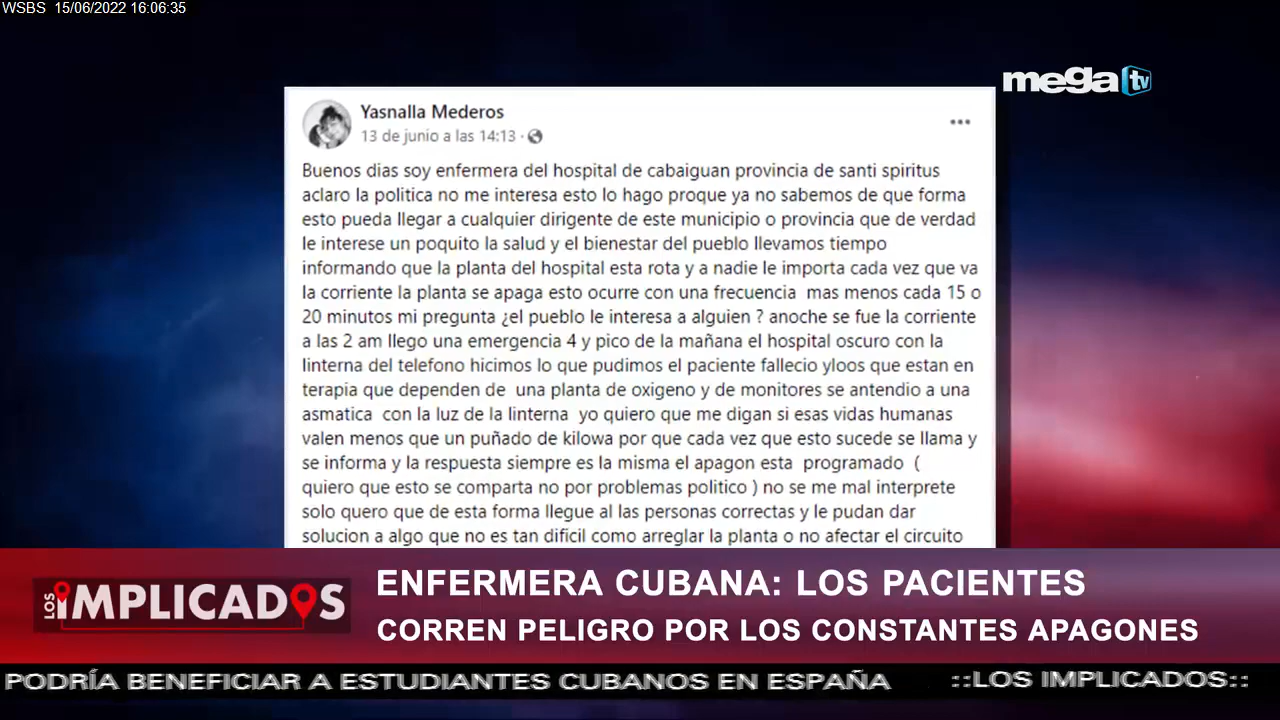 WSBS 15/06/2022 16:06:35
mega tv
Yasnalla Mederos
13 de junio a las 14:13 ·
Buenos dias soy enfermera del hospital de cabaiguan provincia de santi spiritus
aclaro la politica no me interesa esto lo hago proque ya no sabemos de que forma
esto pueda llegar a cualquier dirigente de este municipio o provincia que de verdad
le interese un poquito la salud y el bienestar del pueblo llevamos tiempo
informando que la planta del hospital esta rota y a nadie le importa cada vez que va
la corriente la planta se apaga esto ocurre con una frecuencia mas menos cada 15 o
20 minutos mi pregunta ¿el pueblo le interesa a alguien ? anoche se fue la corriente
a las 2 am llego una emergencia 4 y pico de la mañana el hospital oscuro con la
linterna del telefono hicimos lo que pudimos el paciente fallecio yloos que estan en
terapia que dependen de una planta de oxigeno y de monitores se antendio a una
asmatica con la luz de la linterna yo quiero que me digan si esas vidas humanas
valen menos que un puñado de kilowa por que cada vez que esto sucede se llama y
se informa y la respuesta siempre es la misma el apagon esta programado (
quiero que esto se comparta no por problemas politico ) no se me mal interprete
solo quero que de esta forma llegue al las personas correctas y le pudan dar
solucion a algo que no es tan difícil como arreglar la planta o no afectar el circuito
LOS IMPLICADOS
ENFERMERA CUBANA: LOS PACIENTES
CORREN PELIGRO POR LOS CONSTANTES APAGONES
PODRÍA BENEFICIAR A ESTUDIANTES CUBANOS EN ESPAÑA ::LOS IMPLICADOS::